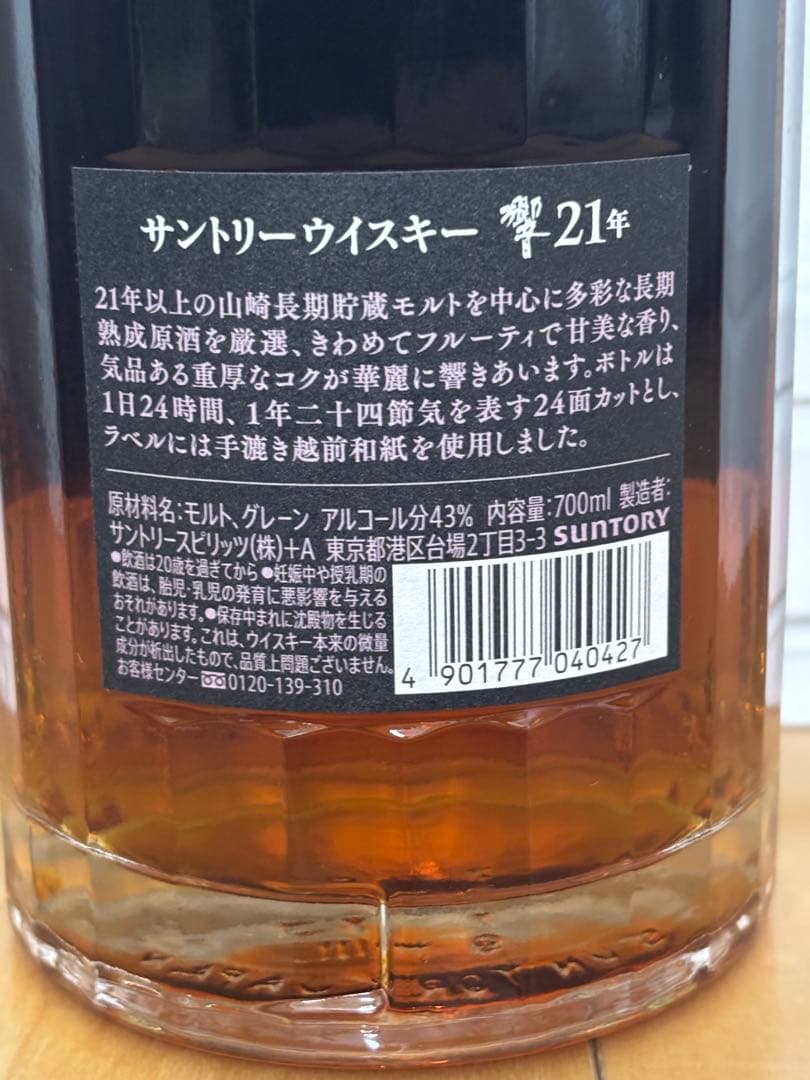 サントリーウイスキー 響 21年
21年以上の山崎長期貯蔵モルトを中心に多彩な長期
熟成原酒を厳選、きわめてフルーティで甘美な香り、
気品ある重厚なコクが華麗に響きあいます。ボトルは
1日24時間、1年二十四節気を表す24面カットとし、
ラベルには手漉き越前和紙を使用しました。
原材料名:モルト、グレーン アルコール分43% 内容量:700ml 製造者:
サントリースピリッツ(株)+A 東京都港区台場2丁目3-3 SUNTORY
●飲酒は20歳を過ぎてから ●妊娠中や授乳期の
飲酒は、胎児・乳児の発育に悪影響を与える
おそれがあります。●保存中まれに沈殿物を生じる
ことがあります。これは、ウイスキー本来の微量
成分が析出したもので、品質上問題ございません。
お客様センター 0120-139-310
4 901777 040427
SUNTORY JAPAN